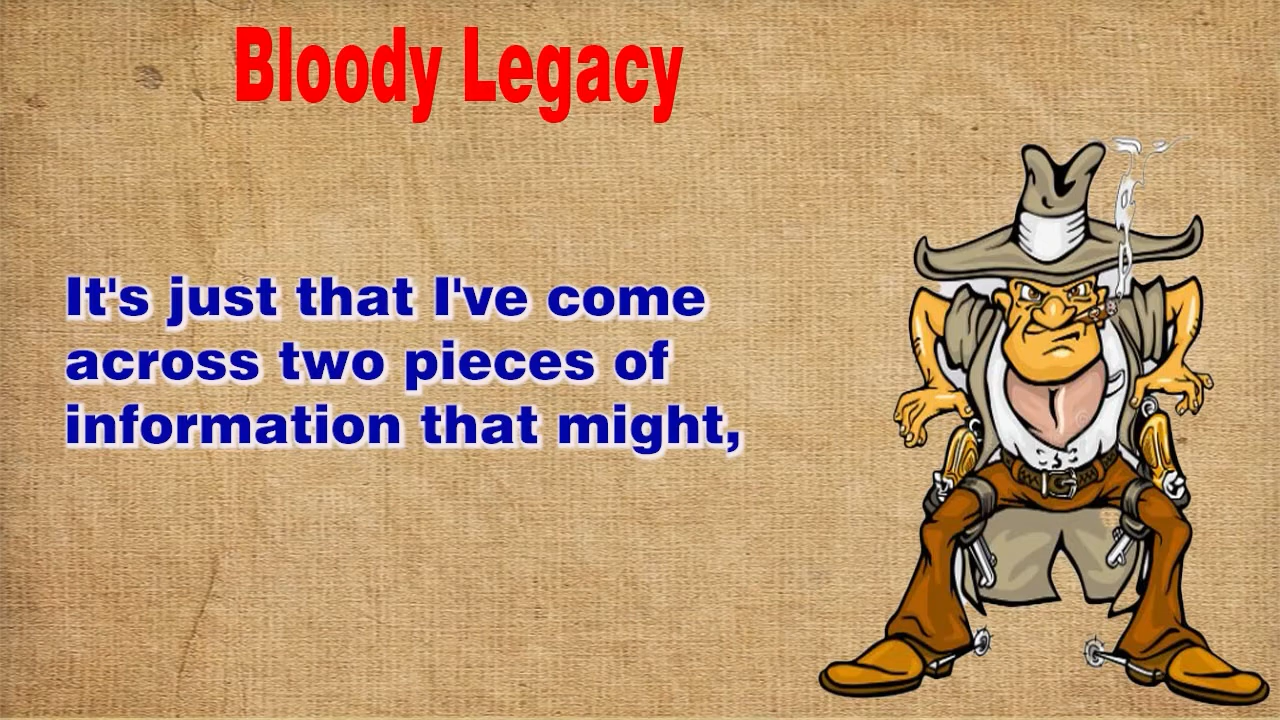 Bloody Legacy
It's just that I've come
across two pieces of
information that might,